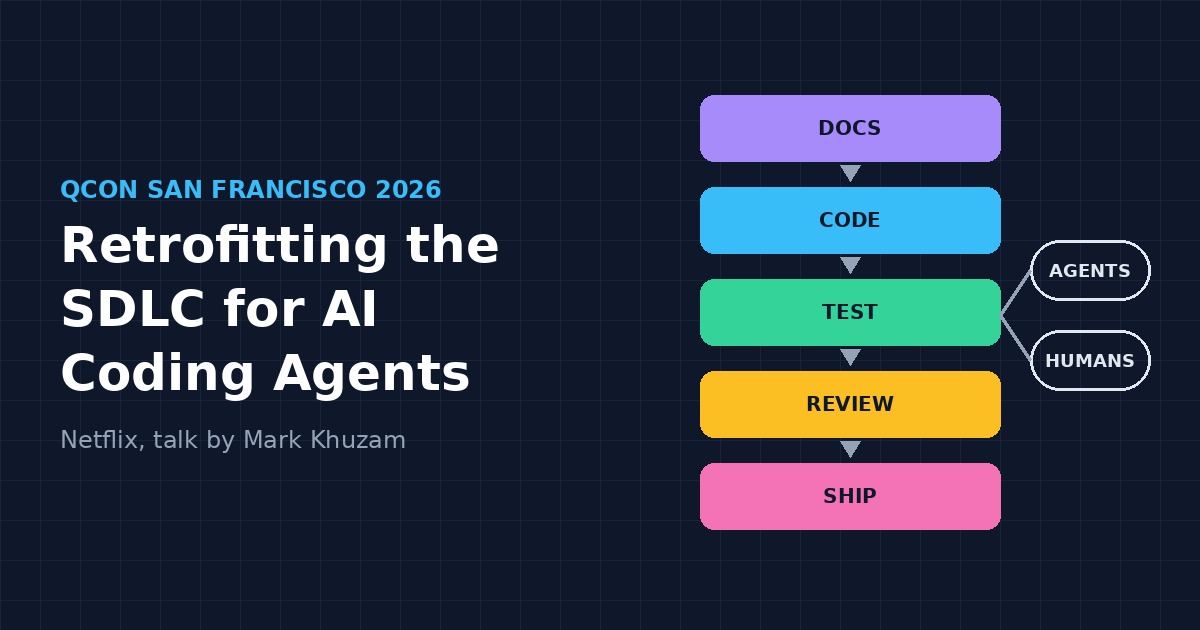 QCON SAN FRANCISCO 2026
Retrofitting the
SDLC for AI
Coding Agents
Netflix, talk by Mark Khuzam
DOCS
CODE
TEST
REVIEW
SHIP
AGENTS
HUMANS